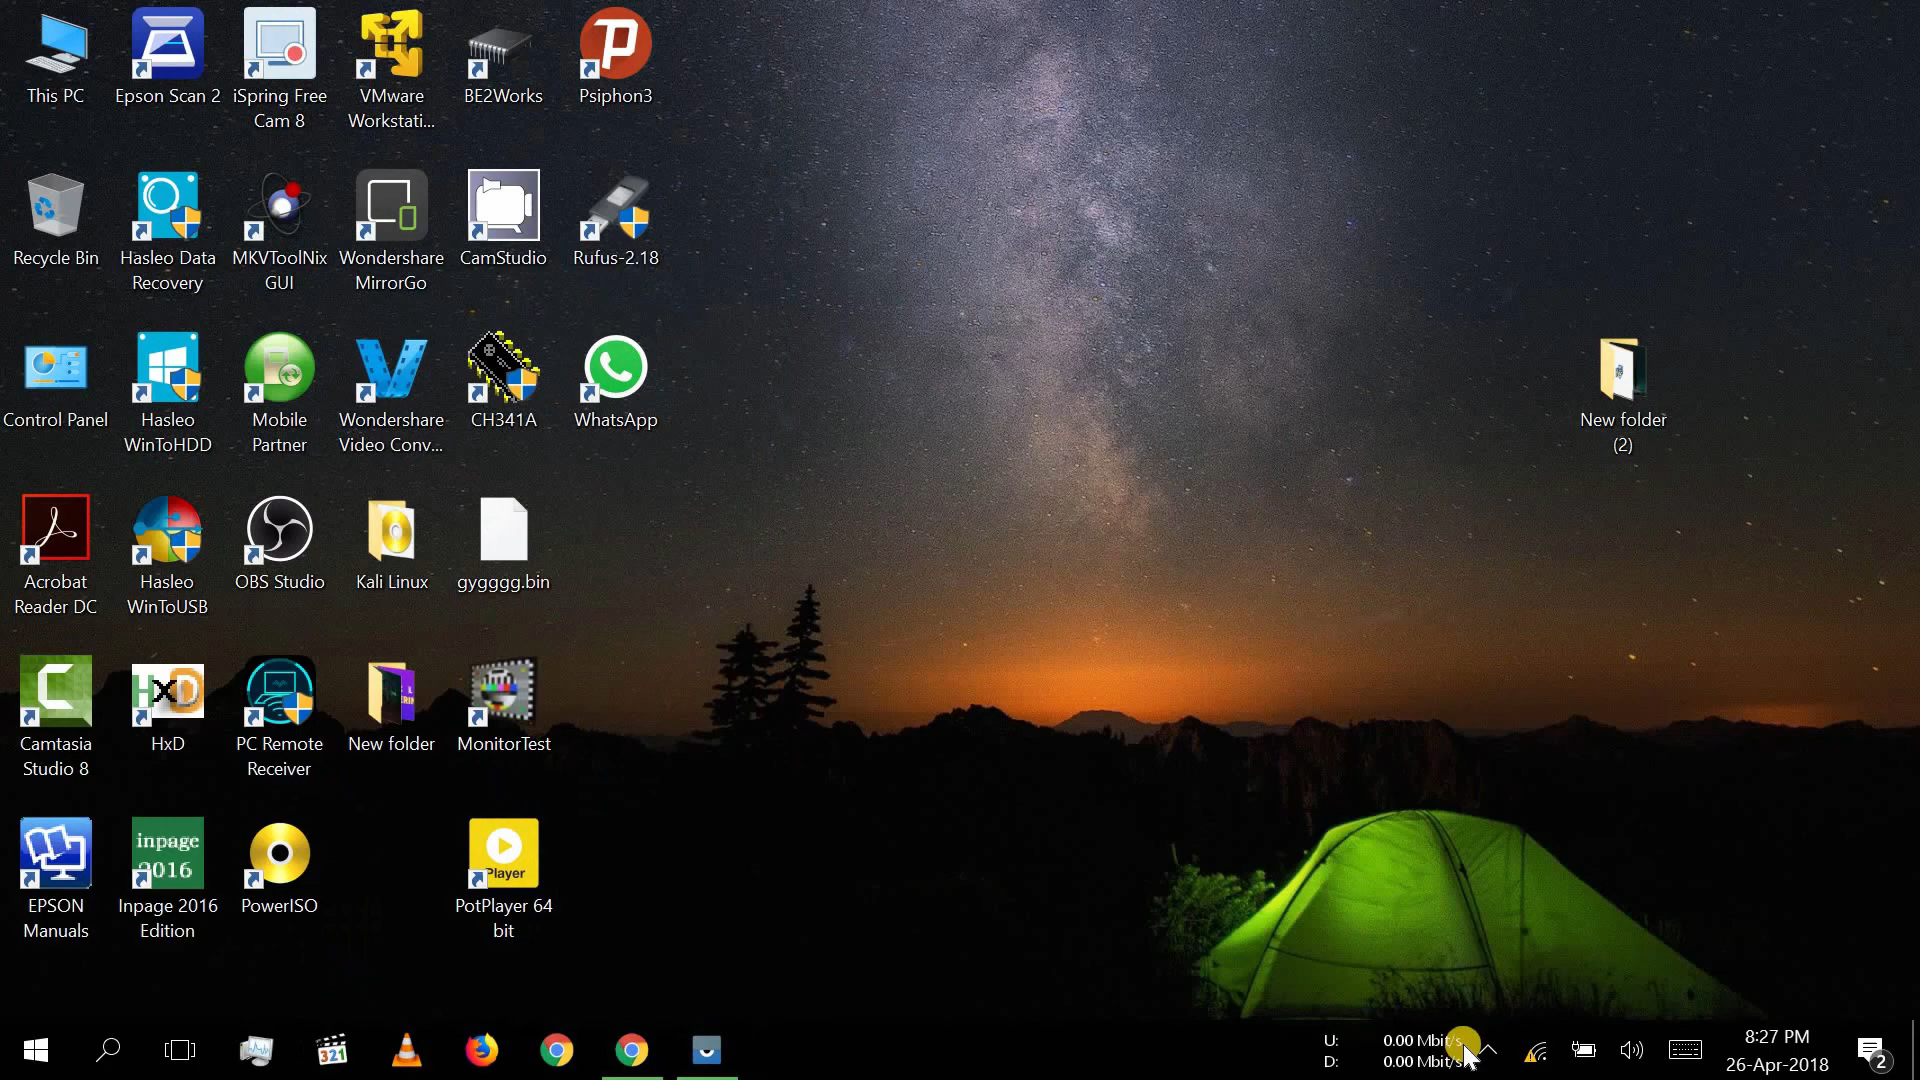 This PC
Epson Scan 2
iSpring Free
Cam 8
VMware
Workstati...
BE2Works
Psiphon3
Recycle Bin
Hasleo Data
Recovery
MKVToolNix
GUI
Wondershare
MirrorGo
CamStudio
Rufus-2.18
Control Panel
Hasleo
WinToHDD
Mobile
Partner
Wondershare
Video Conv...
CH341A
WhatsApp
New folder
(2)
Acrobat
Reader DC
Hasleo
WinToUSB
OBS Studio
Kali Linux
gygggg.bin
HxD
Camtasia
Studio 8
HxD
PC Remote
Receiver
New folder
MonitorTest
inpage
2016
Player
EPSON
Manuals
Inpage 2016
Edition
PowerISO
PotPlayer 64
bit
321
U: 0.00 Mbit/s
D: 0.00 Mbit/s
8:27 PM
26-Apr-2018
2